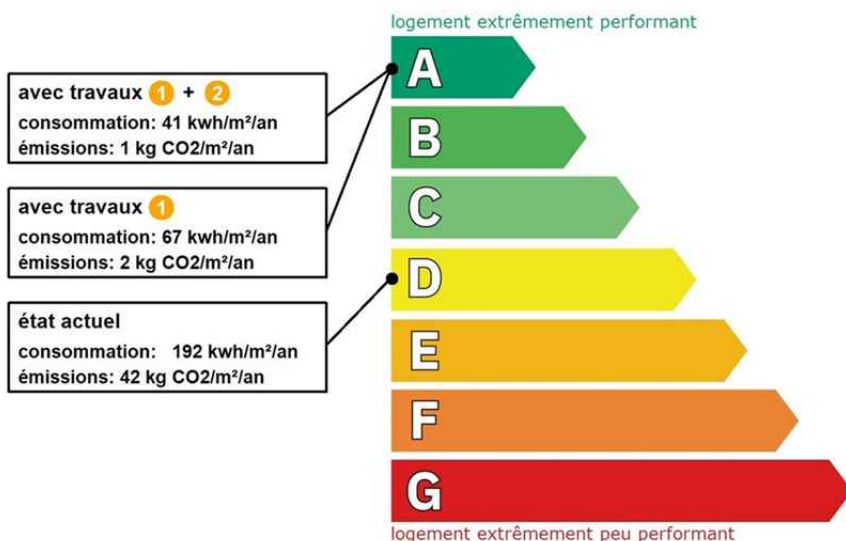 logement extrêmement performant
avec travaux 1 + 2
consommation: 41 kwh/m²/an
émissions: 1 kg CO2/m²/an
avec travaux 1
consommation: 67 kwh/m²/an
émissions: 2 kg CO2/m²/an
état actuel
consommation: 192 kwh/m²/an
émissions: 42 kg CO2/m²/an
A
B
C
D
E
F
G
logement extrêmement peu performant